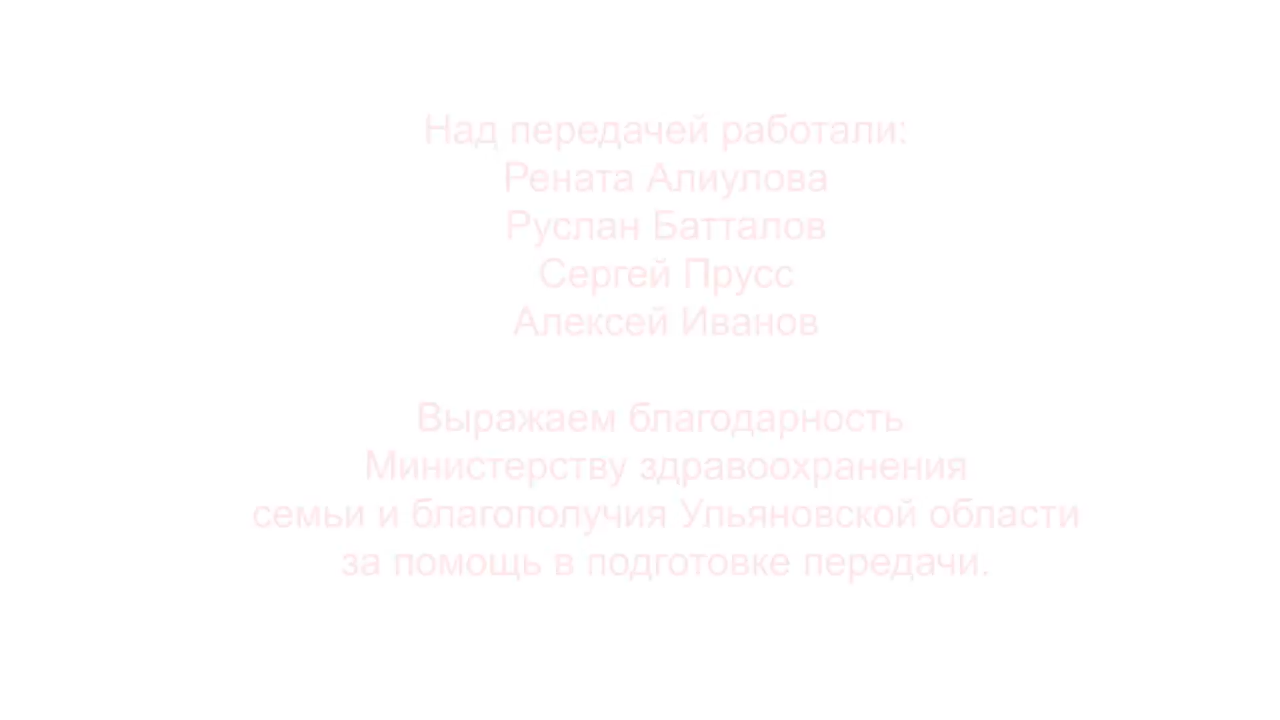 Над передачей работали:
Рената Алиулова
Руслан Батталов
Сергей Прусс
Алексей Иванов
Выражаем благодарность
Министерству здравоохранения
семьи и благополучия Ульяновской области
за помощь в подготовке передачи.